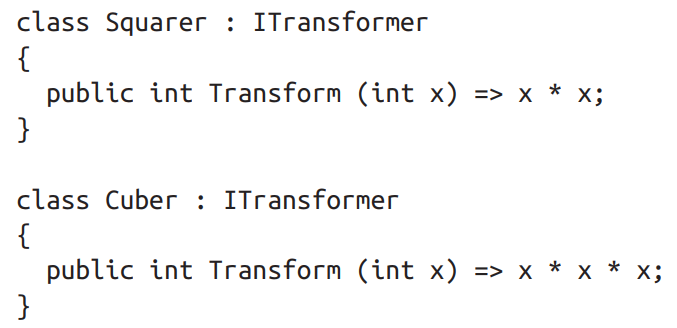 class Squarer : ITransformer
{
  public int Transform (int x) => x * x;
}

class Cuber : ITransformer
{
  public int Transform (int x) => x * x * x;
}